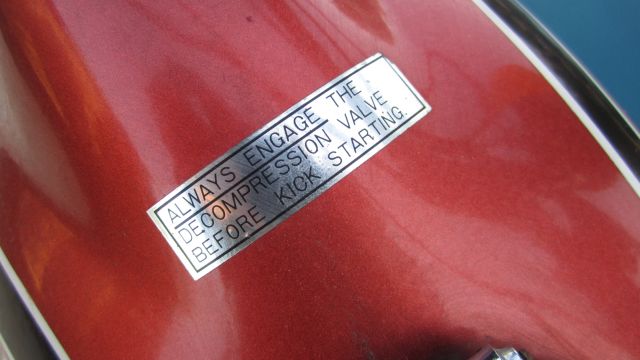 ALWAYS ENGAGE THE
DECOMPRESSION VALVE
BEFORE KICK STARTING.